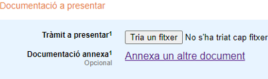 Documentació a presentar
Tràmit a presentar¹ Tria un fitxer No s'ha triat cap fitxer
Documentació annexa¹ Annexa un altre document
Opcional